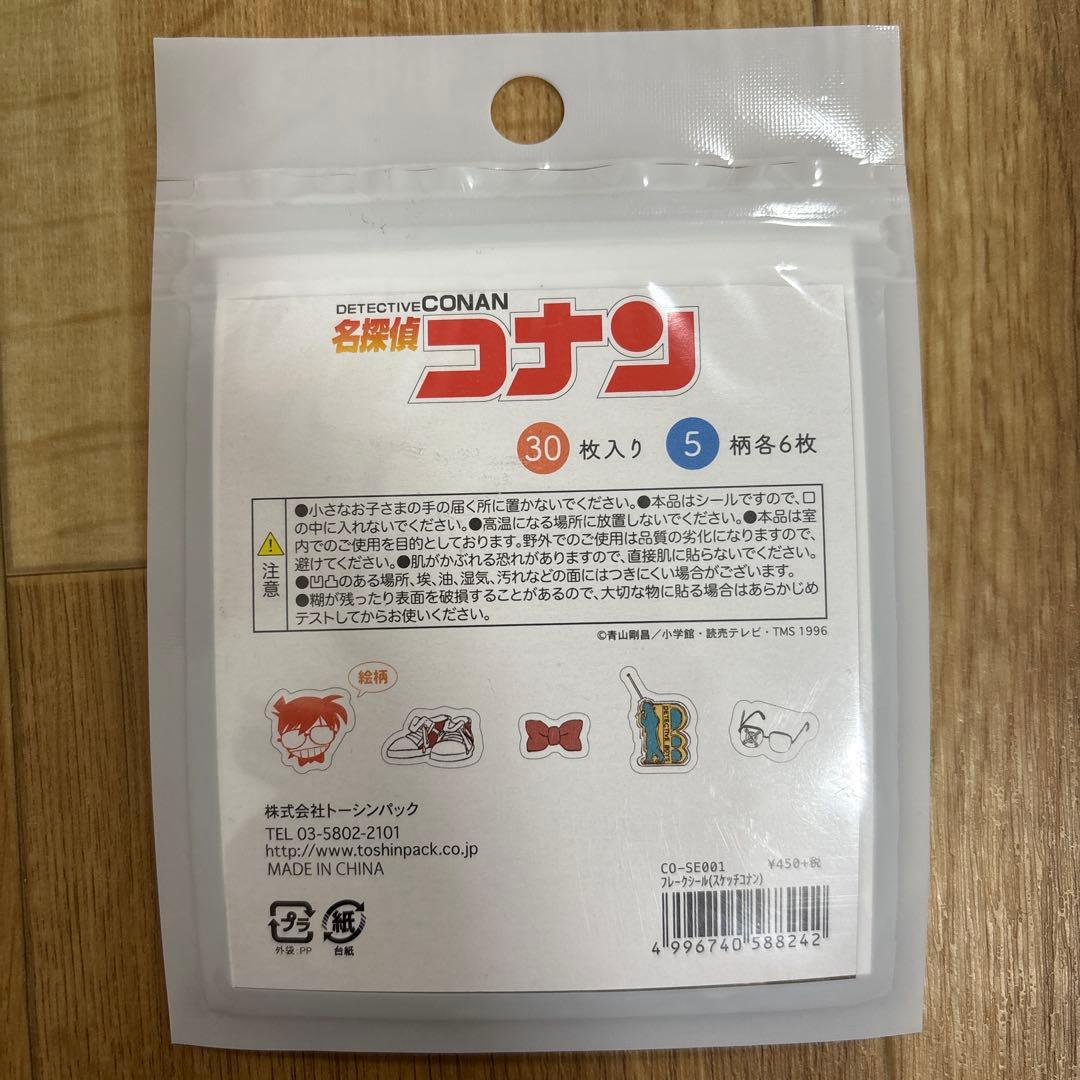 DETECTIVE CONAN
名探偵コナン
30枚入り 5柄各6枚
注意
●小さなお子さまの手の届く所に置かないでください。●本品はシールですので、口
の中に入れないでください。●高温になる場所に放置しないでください。●本品は室
内でのご使用を目的としております。野外でのご使用は品質の劣化になりますので、
避けてください。●肌がかぶれる恐れがありますので、直接肌に貼らないでください。
●凹凸のある場所、埃、油、湿気、汚れなどの面にはつきにくい場合がございます。
●糊が残ったり表面を破損することがあるので、大切な物に貼る場合はあらかじめ
テストしてからお使いください。
©青山剛昌／小学館・読売テレビ・TMS 1996
絵柄
DETECTIVE BOYS
株式会社トーシンパック
TEL 03-5802-2101
http://www.toshinpack.co.jp
MADE IN CHINA
プラ 紙
外袋:PP 台紙
CO-SE001 ¥450+税
フレークシール(スケッチコナン)
4 996740 588242